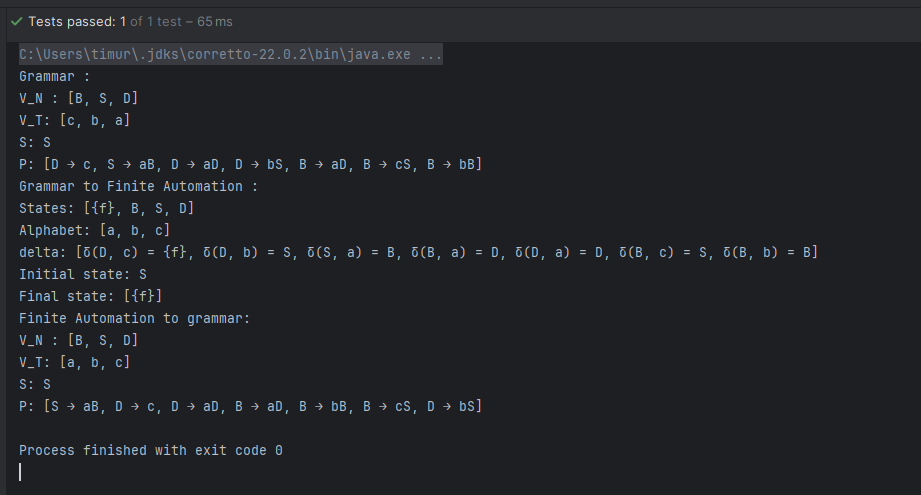 Tests passed: 1 of 1 test – 65 ms
C:\Users\timur\.jdks\corretto-22.0.2\bin\java.exe ...
Grammar :
V_N : [B, S, D]
V_T: [c, b, a]
S: S
P: [D → c, S → aB, D → aD, D → bS, B → aD, B → cS, B → bB]
Grammar to Finite Automation :
States: [{f}, B, S, D]
Alphabet: [a, b, c]
delta: [δ(D, c) = {f}, δ(D, b) = S, δ(S, a) = B, δ(B, a) = D, δ(D, a) = D, δ(B, c) = S, δ(B, b) = B]
Initial state: S
Final state: [{f}]
Finite Automation to grammar:
V_N : [B, S, D]
V_T: [a, b, c]
S: S
P: [S → aB, D → c, D → aD, B → aD, B → bB, B → cS, D → bS]
Process finished with exit code 0